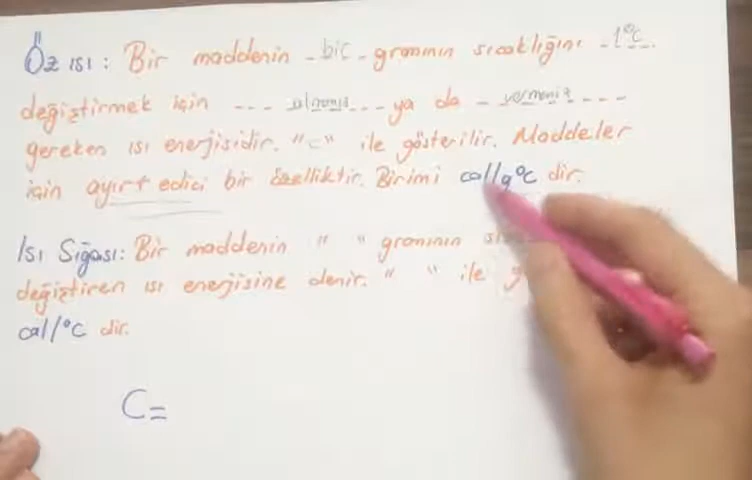 Öz ısı : Bir maddenin - bir - gramının sıcaklığını - 1°C -
değiştirmek için - - - almamız - - - ya da - vermemiz - - -
gereken ısı enerjisidir. "c" ile gösterilir. Maddeler
için ayırt edici bir özelliktir. Birimi cal/g°C dir.
Isı Sığası: Bir maddenin " " gramının
değiştiren ısı enerjisine denir. " " ile
cal/°C dir.
C=